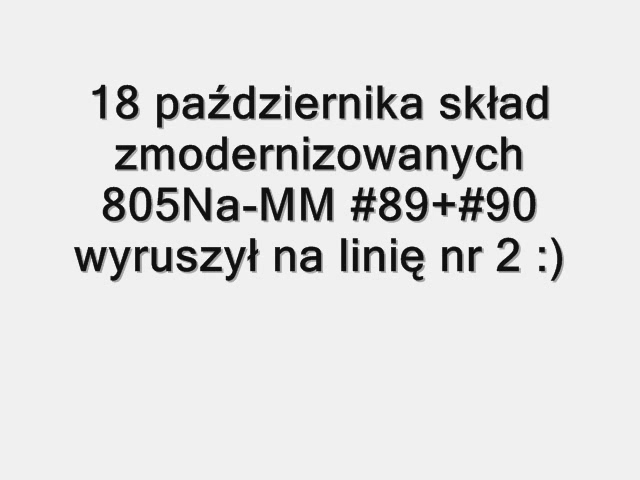 18 października skład
zmodernizowanych
805Na-MM #89+#90
wyruszył na linię nr 2 :)